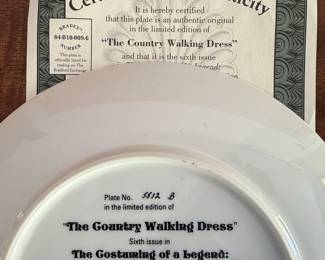 Certificate of Authenticity
It is hereby certified
that this plate is an authentic original
in the limited edition of
"The Country Walking Dress"
and that it is the sixth issue
BRADEX
84-B10-009.6
NUMBER
This plate is
officially listed for
trading on
The Bradford Exchange
Plate No. 5512 B
in the limited edition of
"The Country Walking Dress"
Sixth issue in
The Costuming of a Legend: